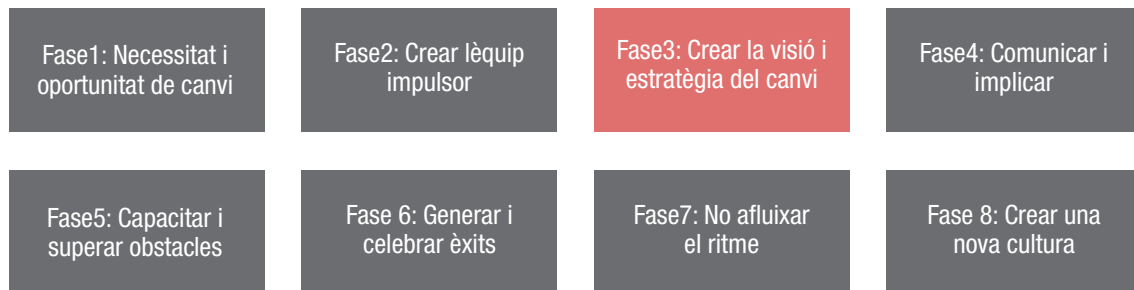 Fase1: Necessitat i
oportunitat de canvi
Fase2: Crear lèquip
impulsor
Fase3: Crear la visió i
estratègia del canvi
Fase4: Comunicar i
implicar
Fase5: Capacitar i
superar obstacles
Fase 6: Generar i
celebrar èxits
Fase7: No afluixar
el ritme
Fase 8: Crear una
nova cultura